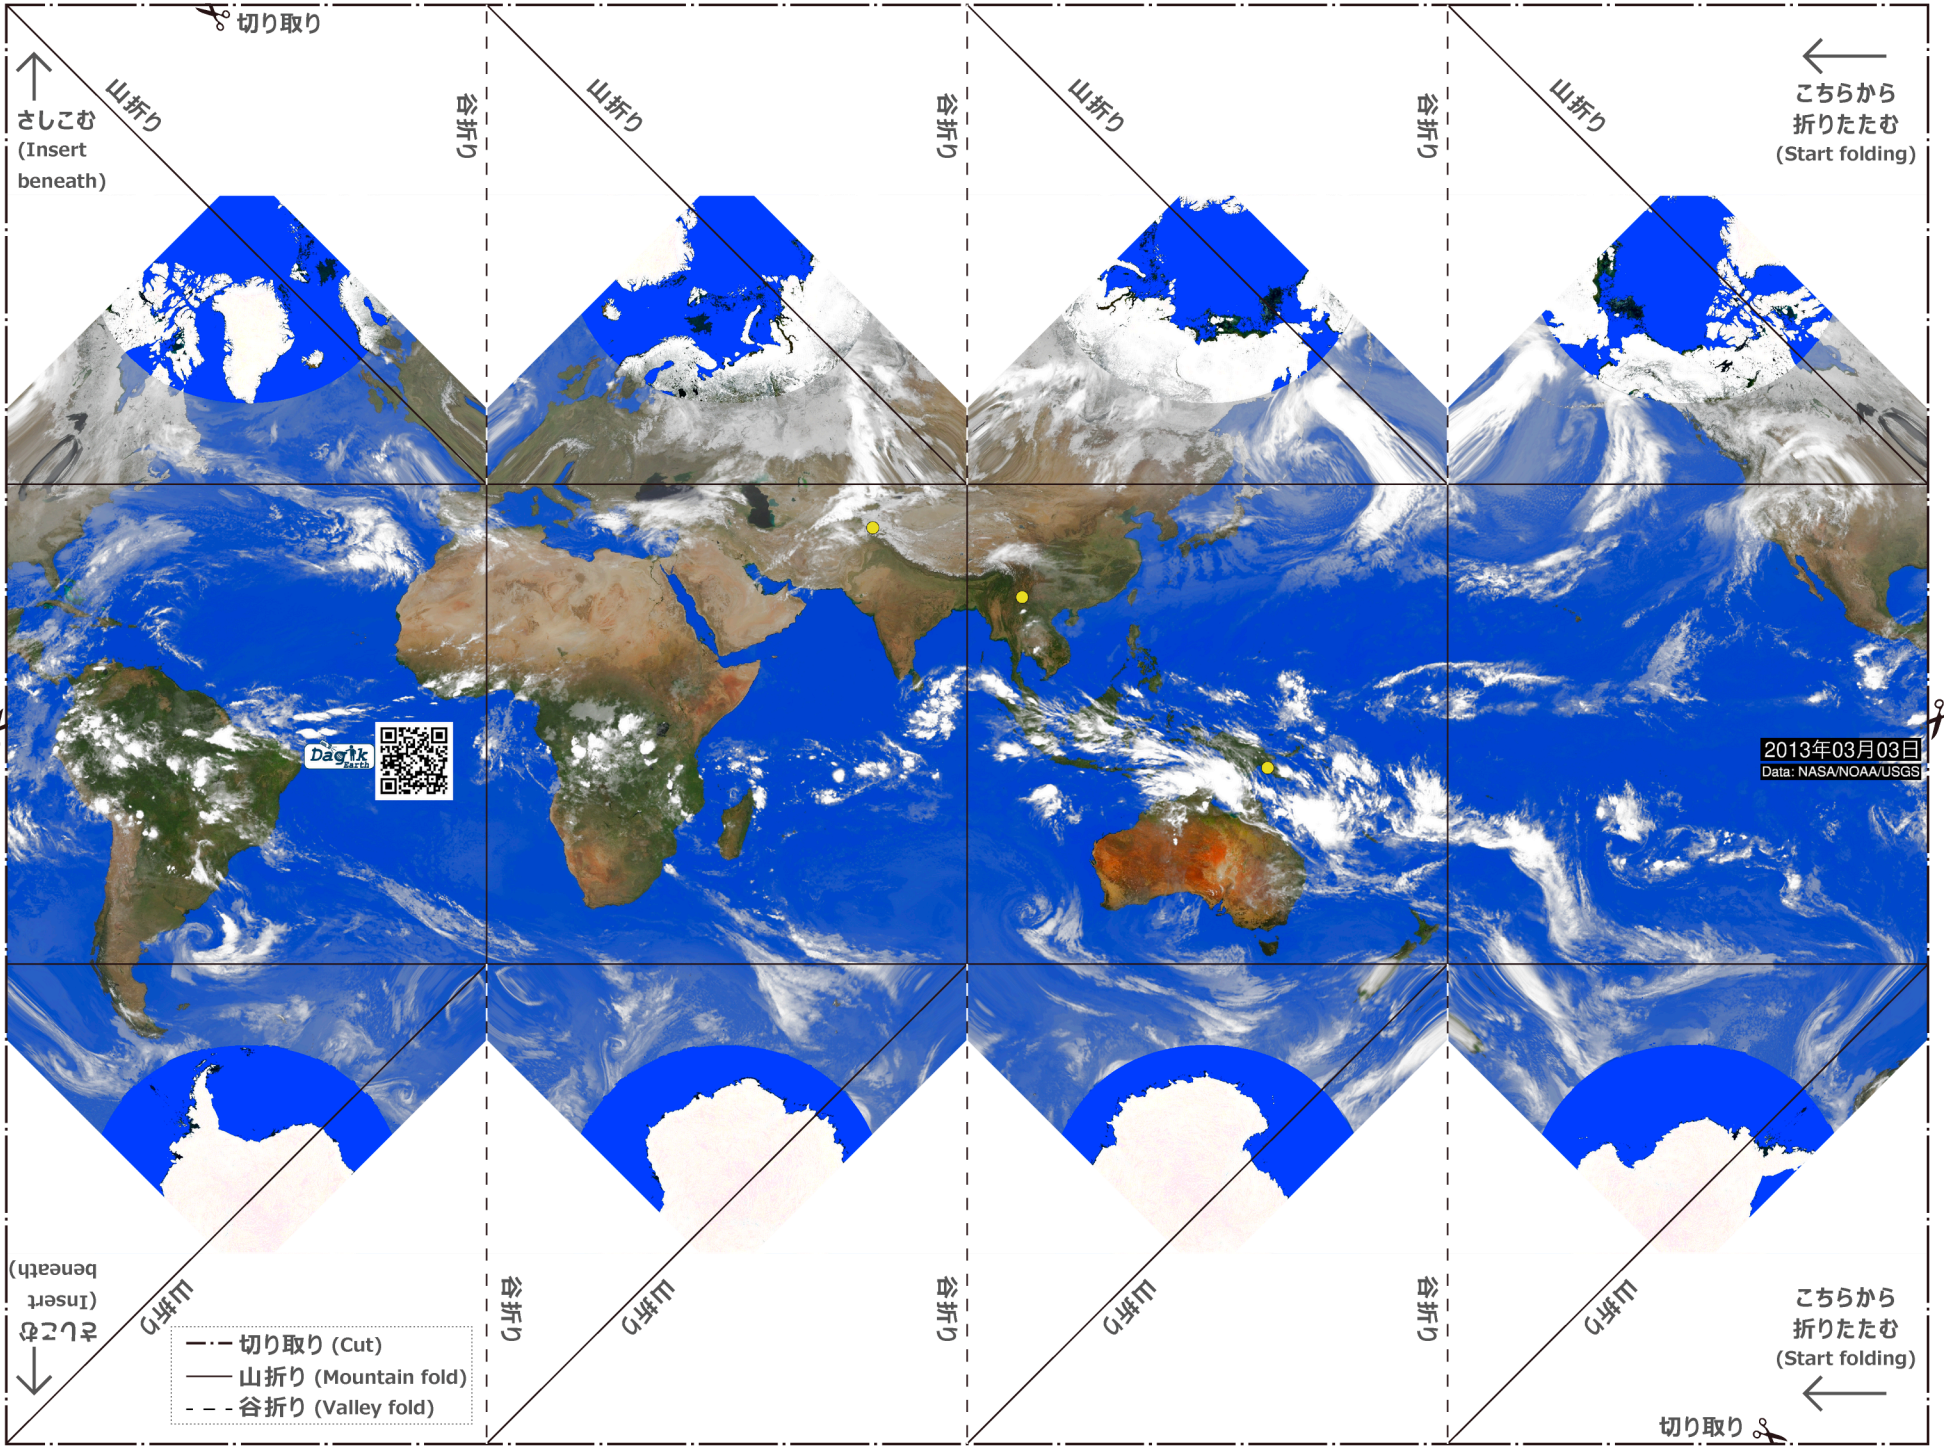 切り取り
山折り
山折り
山折り
山折り
谷折り
谷折り
谷折り
さしこむ
(Insert
beneath)
こちらから
折りたたむ
(Start folding)
Dagik
Earth
2013年03月03日
Data: NASA/NOAA/USGS
さしこむ
(Insert
beneath)
山折り
山折り
山折り
山折り
谷折り
谷折り
谷折り
こちらから
折りたたむ
(Start folding)
切り取り (Cut)
山折り (Mountain fold)
谷折り (Valley fold)
切り取り